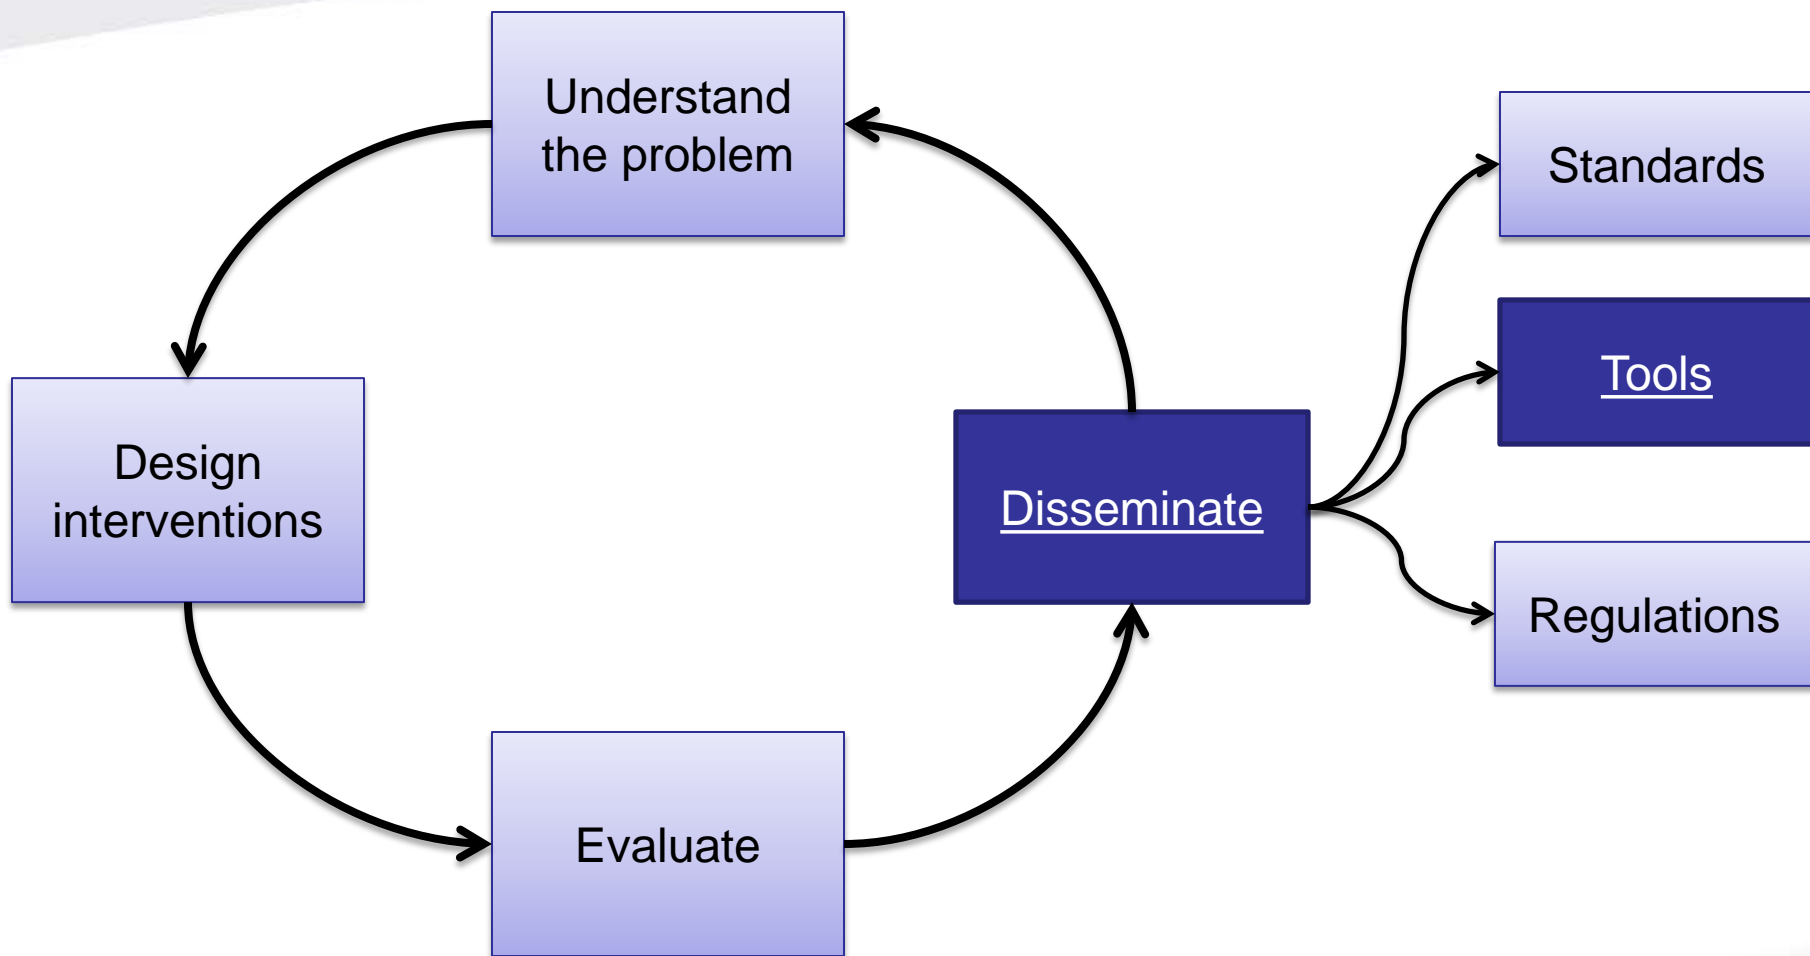 Understand
the problem
Standards
Tools
Design
interventions
Disseminate
Regulations
Evaluate